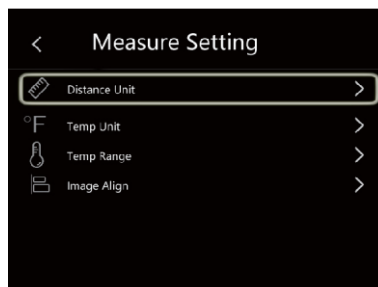 Measure Setting
Distance Unit
°F Temp Unit
Temp Range
Image Align